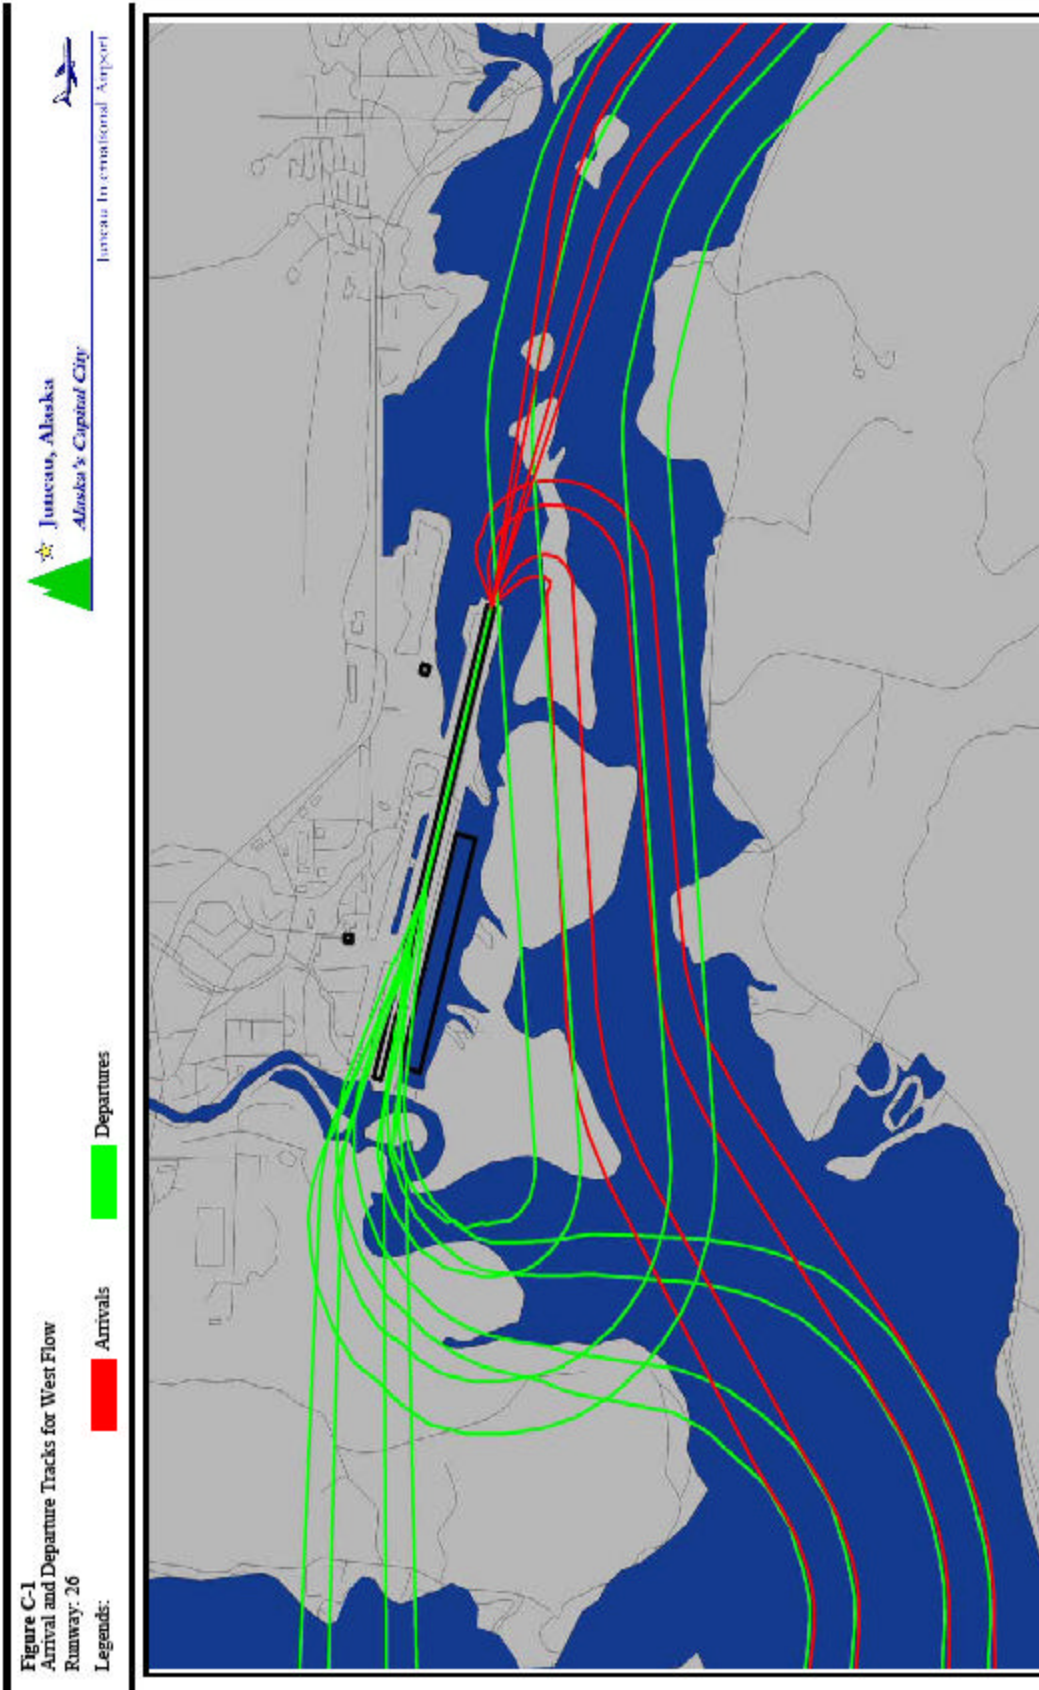 Figure C-1
Arrival and Departure Tracks for West Flow
Runway: 26
Legends:
Arrivals
Departures
Juneau, Alaska
Alaska's Capital City
Juneau International Airport